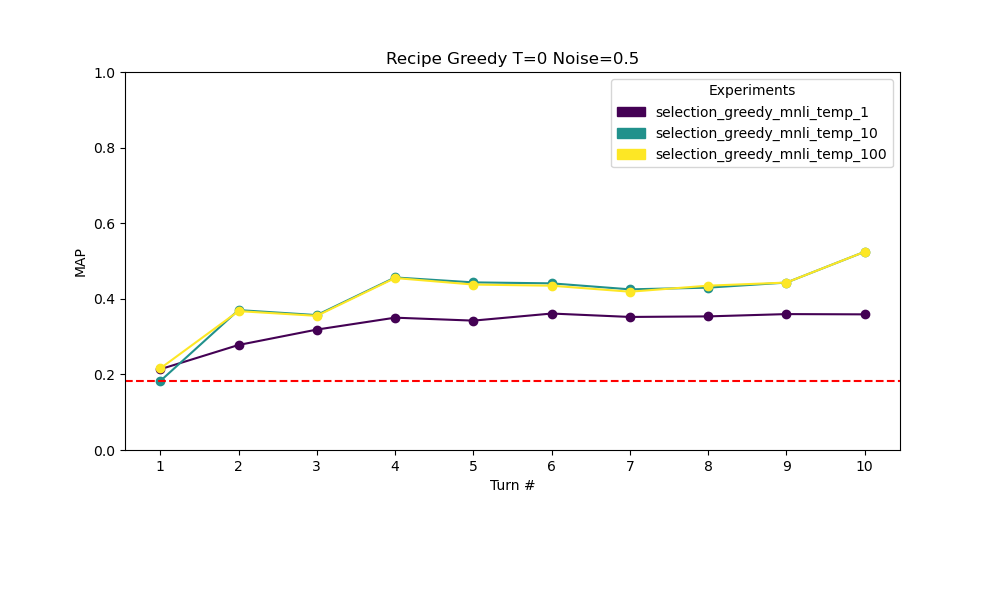 Recipe Greedy T=0 Noise=0.5
Experiments
selection_greedy_mnli_temp_1
selection_greedy_mnli_temp_10
selection_greedy_mnli_temp_100
MAP
1.0
0.8
0.6
0.4
0.2
0.0
1 2 3 4 5 6 7 8 9 10
Turn #